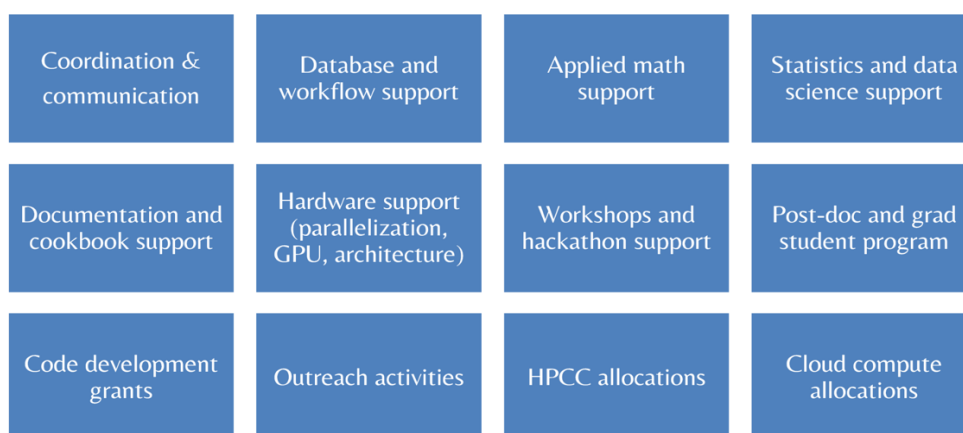 Coordination &
communication
Database and
workflow support
Applied math
support
Statistics and data
science support
Documentation and
cookbook support
Hardware support
(parallelization,
GPU, architecture)
Workshops and
hackathon support
Post-doc and grad
student program
Code development
grants
Outreach activities
HPCC allocations
Cloud compute
allocations